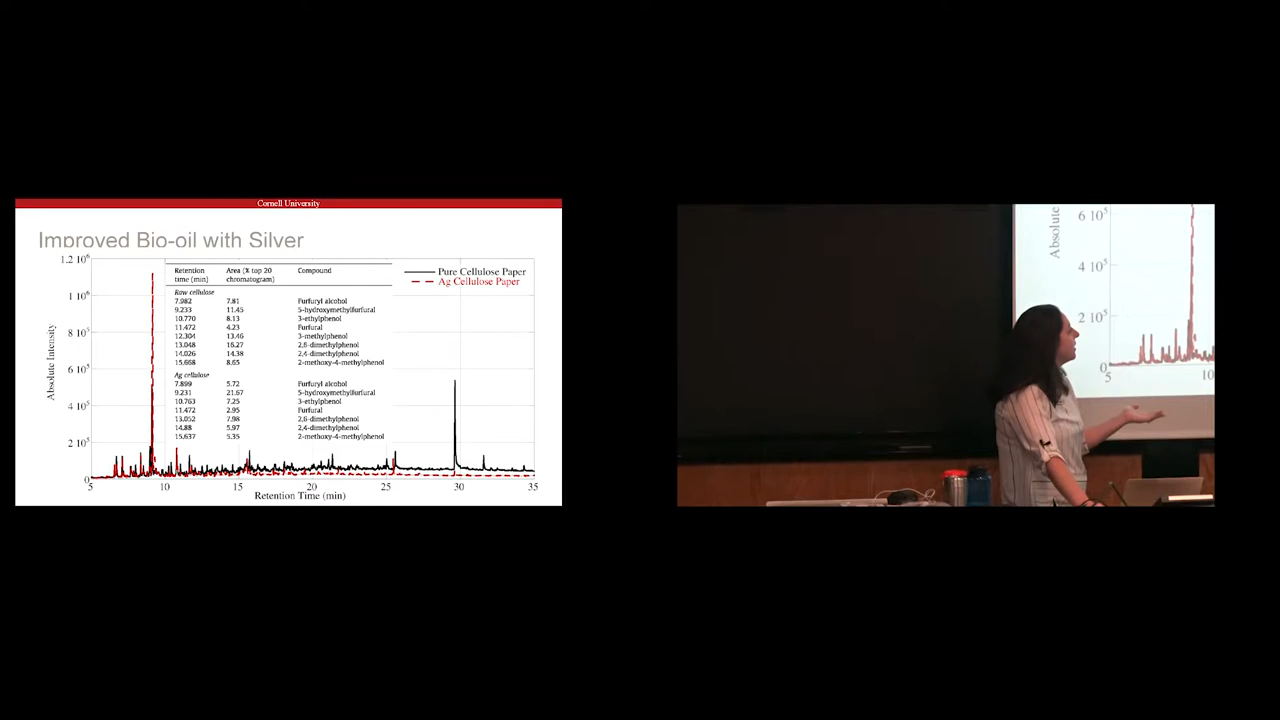 Cornell University
Improved Bio-oil with Silver
1.2 10⁶
1 10⁶
8 10⁵
6 10⁵
4 10⁵
2 10⁵
0
Absolute Intensity
Retention time (min) Area (% top 20 chromatogram) Compound
Raw cellulose
7.982 7.81 Furfuryl alcohol
9.233 11.45 5-hydroxymethylfurfural
10.770 8.13 3-ethylphenol
11.472 4.23 Furfural
12.304 13.46 3-methylphenol
13.048 16.27 2,6-dimethylphenol
14.026 14.38 2,4-dimethylphenol
15.668 8.65 2-methoxy-4-methylphenol
Ag cellulose
7.899 5.72 Furfuryl alcohol
9.231 21.67 5-hydroxymethylfurfural
10.763 7.25 3-ethylphenol
11.472 2.95 Furfural
13.052 7.98 2,6-dimethylphenol
14.88 5.97 2,4-dimethylphenol
15.637 5.35 2-methoxy-4-methylphenol
Pure Cellulose Paper
Ag Cellulose Paper
5 10 15 20 25 30 35
Retention Time (min)
Absolute
6 10⁵
4 10⁵
2 10⁵
0
5 10